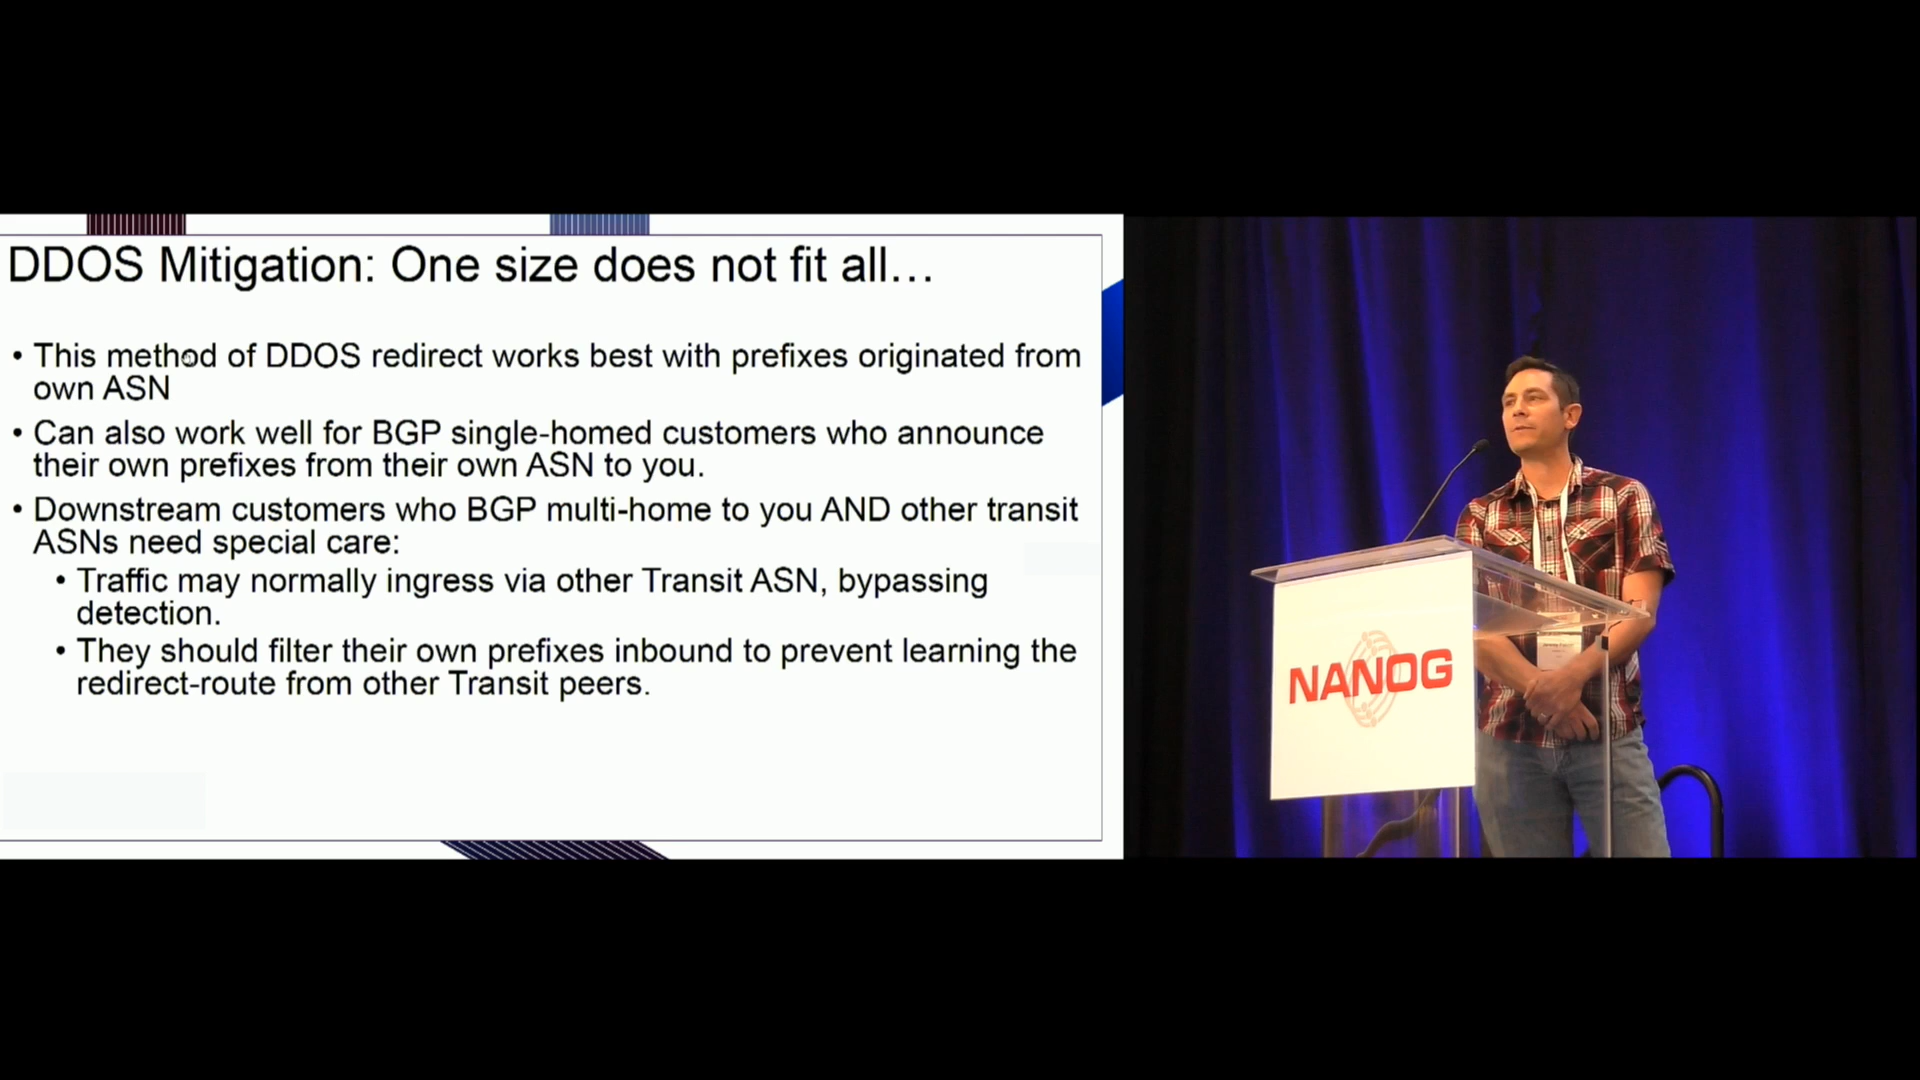 DDOS Mitigation: One size does not fit all…
• This method of DDOS redirect works best with prefixes originated from
own ASN
• Can also work well for BGP single-homed customers who announce
their own prefixes from their own ASN to you.
• Downstream customers who BGP multi-home to you AND other transit
ASNs need special care:
• Traffic may normally ingress via other Transit ASN, bypassing
detection.
• They should filter their own prefixes inbound to prevent learning the
redirect-route from other Transit peers.
NANOG